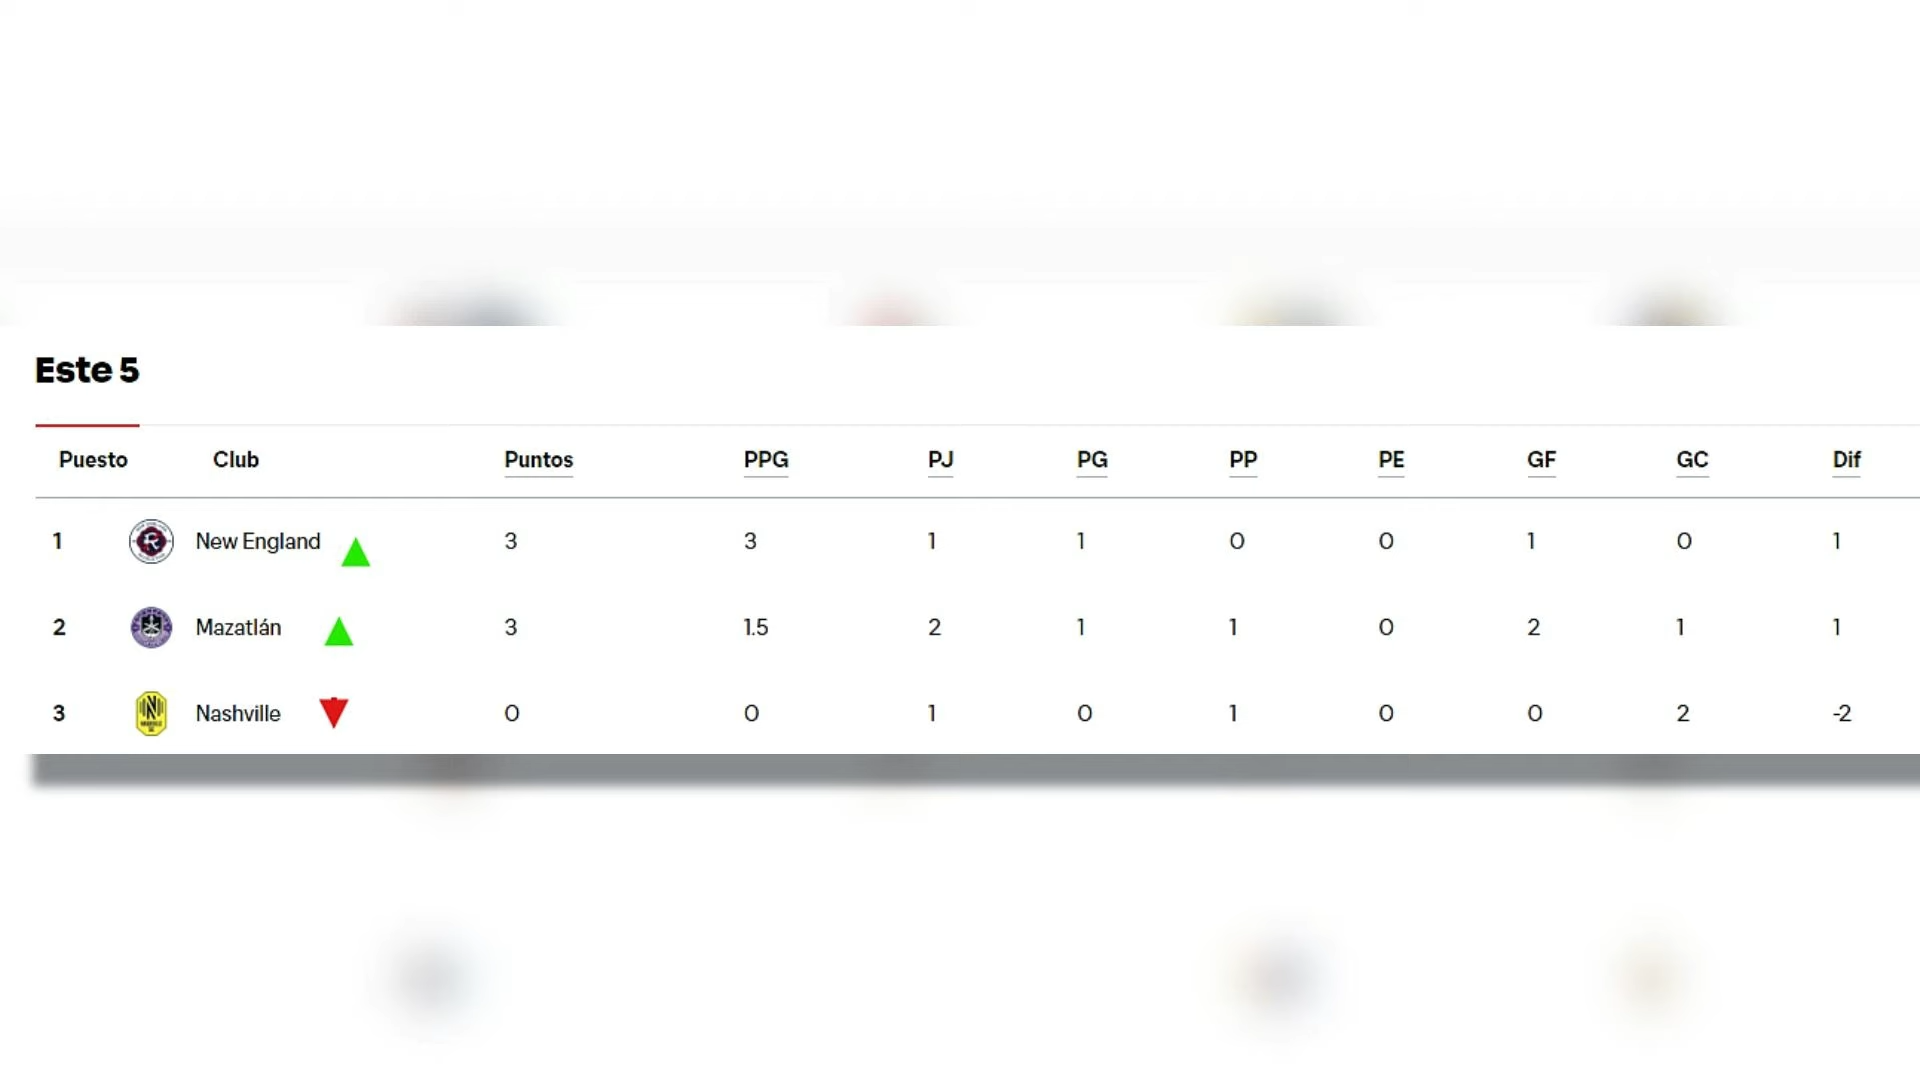 Este 5
Puesto Club Puntos PPG PJ PG PP PE GF GC Dif
1 New England 3 3 1 1 0 0 1 0 1
2 Mazatlán 3 1.5 2 1 1 0 2 1 1
3 Nashville 0 0 1 0 1 0 0 2 -2